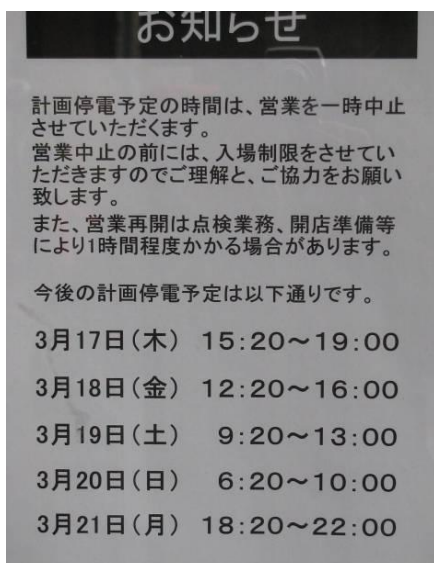 お知らせ
計画停電予定の時間は、営業を一時中止
させていただくます。
営業中止の前には、入場制限をさせてい
ただきますのでご理解と、ご協力をお願い
致します。
また、営業再開は点検業務、開店準備等
により1時間程度かかる場合があります。
今後の計画停電予定は以下通りです。
3月17日(木) 15:20～19:00
3月18日(金) 12:20～16:00
3月19日(土) 9:20～13:00
3月20日(日) 6:20～10:00
3月21日(月) 18:20～22:00